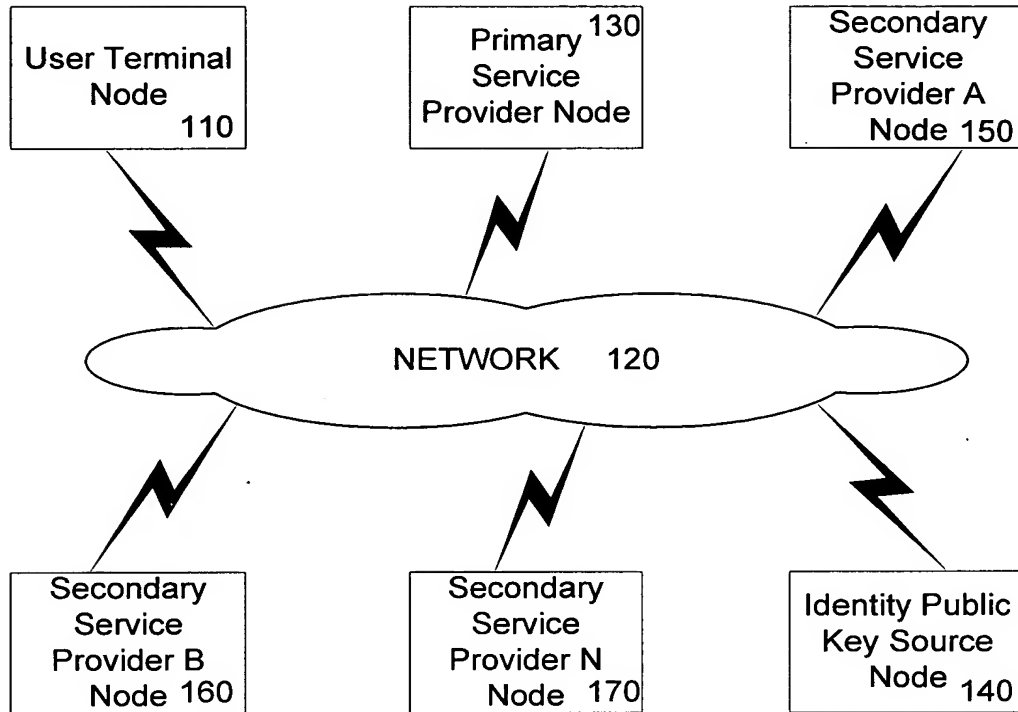 User Terminal
Node
110
Primary 130
Service
Provider Node
Secondary
Service
Provider A
Node 150
NETWORK 120
Secondary
Service
Provider B
Node 160
Secondary
Service
Provider N
Node 170
Identity Public
Key Source
Node
140